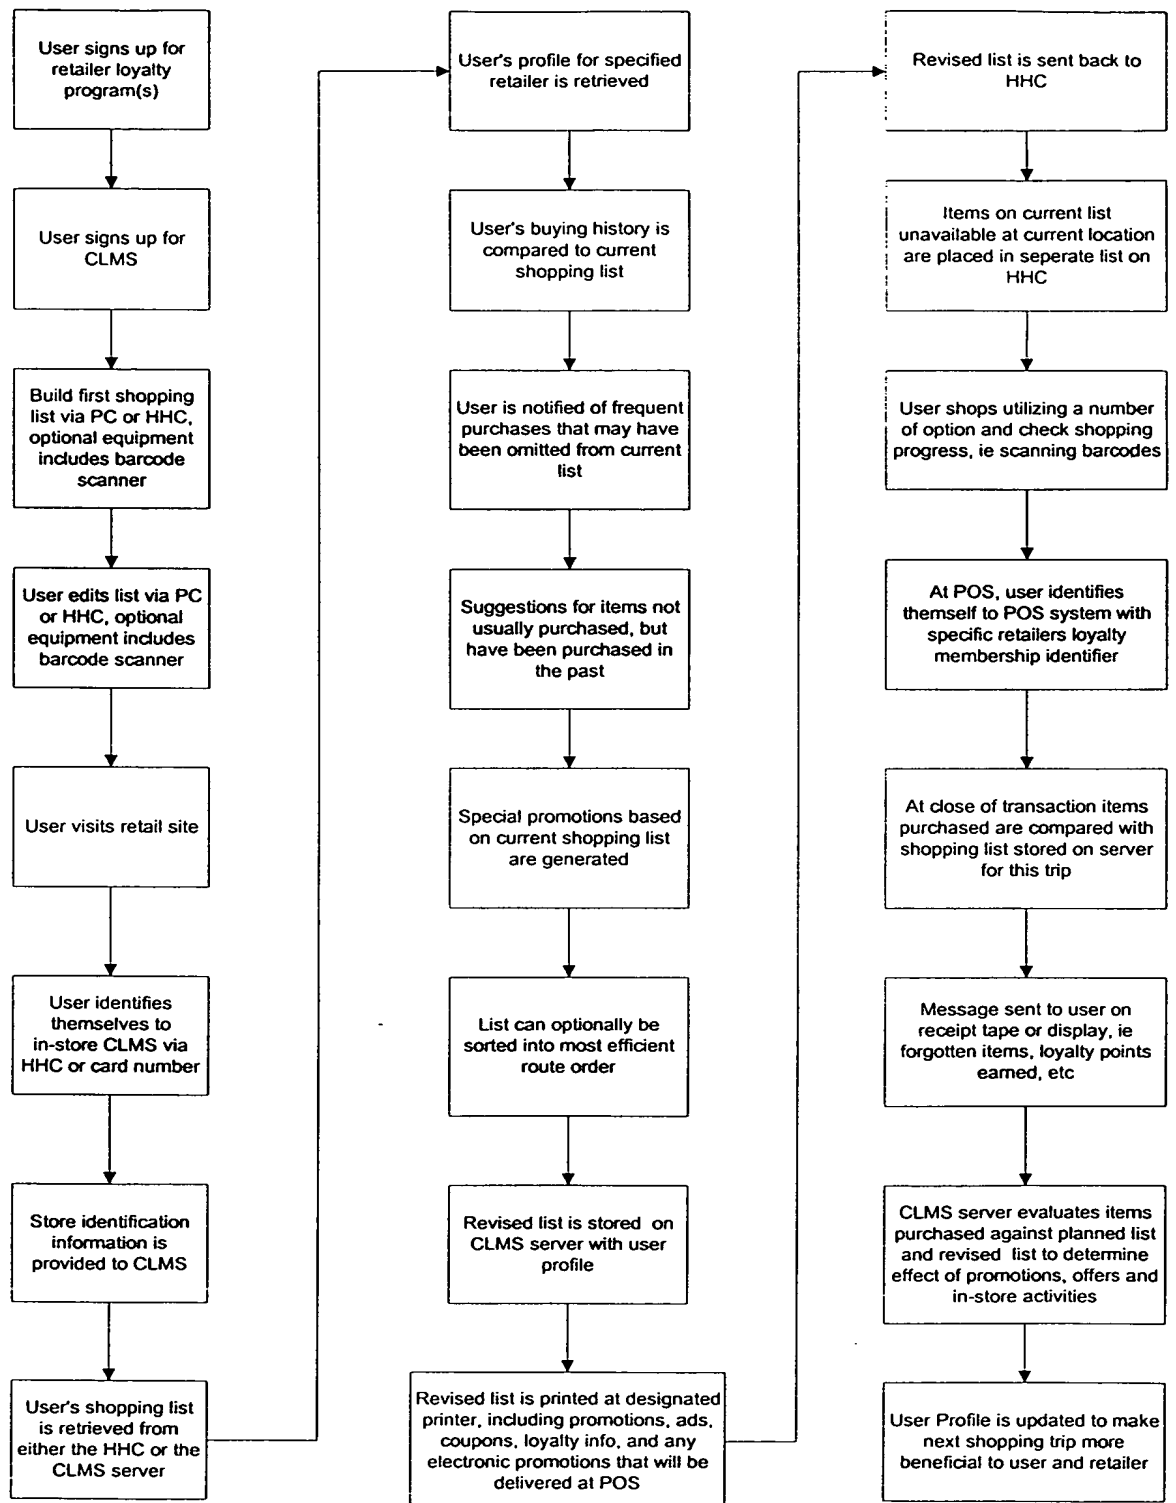 User signs up for
retailer loyalty
program(s)
User signs up for
CLMS
Build first shopping
list via PC or HHC,
optional equipment
includes barcode
scanner
User edits list via PC
or HHC, optional
equipment includes
barcode scanner
User visits retail site
User identifies
themselves to
in-store CLMS via
HHC or card number
Store identification
information is
provided to CLMS
User's shopping list
is retrieved from
either the HHC or the
CLMS server
User's profile for specified
retailer is retrieved
User's buying history is
compared to current
shopping list
User is notified of frequent
purchases that may have
been omitted from current
list
Suggestions for items not
usually purchased, but
have been purchased in
the past
Special promotions based
on current shopping list
are generated
List can optionally be
sorted into most efficient
route order
Revised list is stored on
CLMS server with user
profile
Revised list is printed at designated
printer, including promotions, ads,
coupons, loyalty info, and any
electronic promotions that will be
delivered at POS
Revised list is sent back to
HHC
Items on current list
unavailable at current location
are placed in seperate list on
HHC
User shops utilizing a number
of option and check shopping
progress, ie scanning barcodes
At POS, user identifies
themself to POS system with
specific retailers loyalty
membership identifier
At close of transaction items
purchased are compared with
shopping list stored on server
for this trip
Message sent to user on
receipt tape or display, ie
forgotten items, loyalty points
earned, etc
CLMS server evaluates items
purchased against planned list
and revised list to determine
effect of promotions, offers and
in-store activities
User Profile is updated to make
next shopping trip more
beneficial to user and retailer